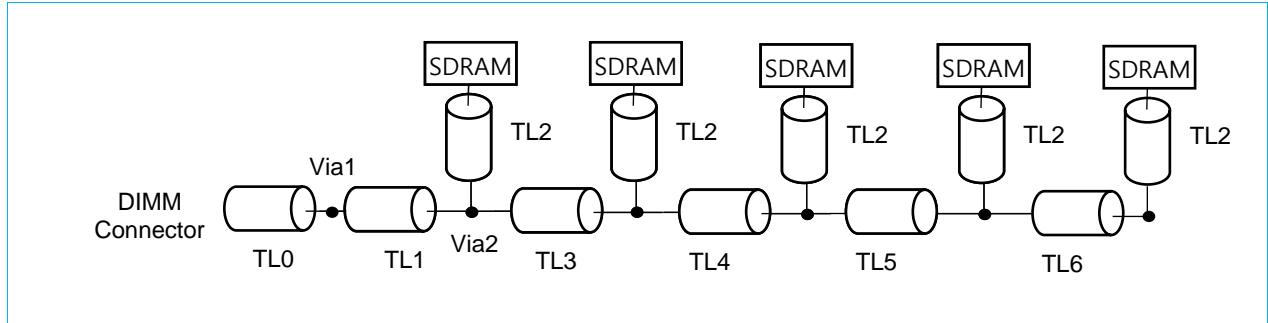 SDRAM
SDRAM
SDRAM
SDRAM
SDRAM
TL2
TL2
TL2
TL2
TL2
Via1
DIMM
Connector
TL0
TL1
Via2
TL3
TL4
TL5
TL6